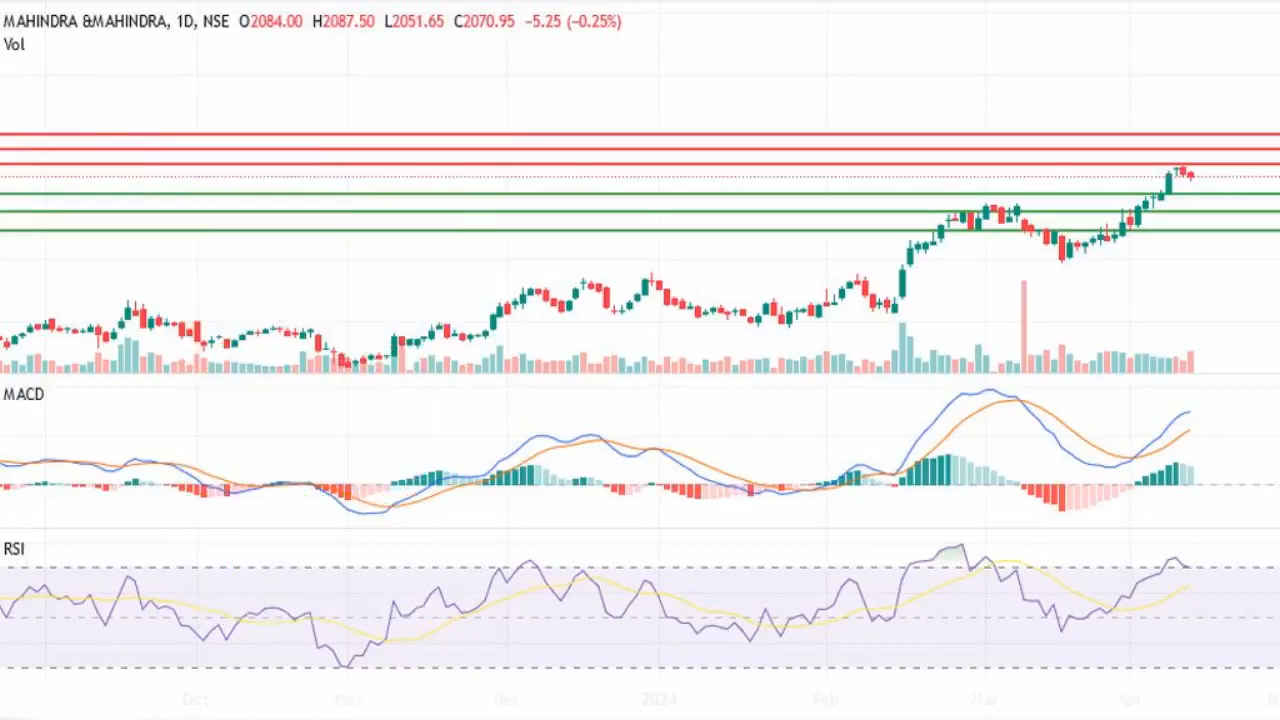 MAHINDRA &MAHINDRA, 1D, NSE O2084.00 H2087.50 L2051.65 C2070.95 −5.25 (−0.25%)
Vol
MACD
RSI
Oct Nov Dec 2024 Feb Mar Apr